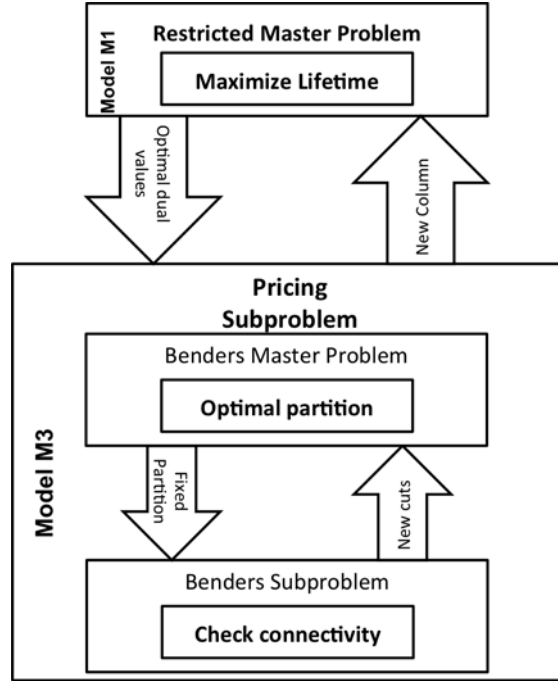 Model M1
Restricted Master Problem
Maximize Lifetime
Optimal dual
values
New Column
Pricing
Subproblem
Model M3
Benders Master Problem
Optimal partition
Fixed
Partition
New cuts
Benders Subproblem
Check connectivity